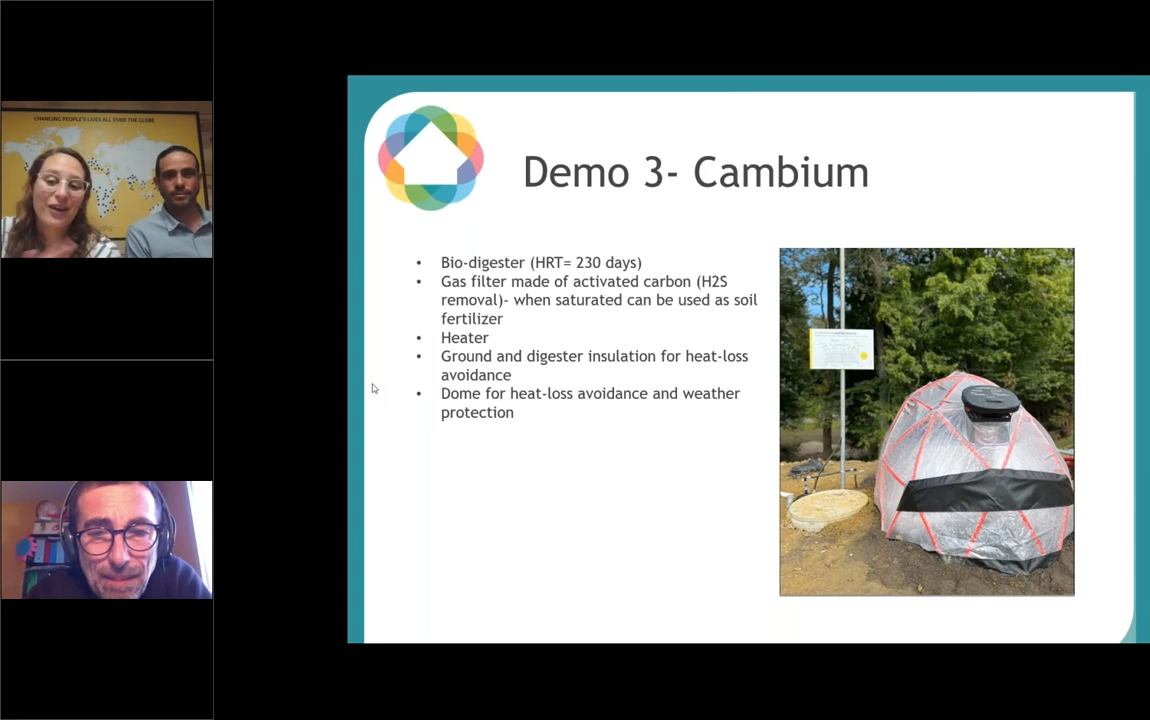 CHANGING PEOPLE'S LIVES ALL OVER THE GLOBE
Demo 3- Cambium
• Bio-digester (HRT= 230 days)
• Gas filter made of activated carbon (H2S
removal)- when saturated can be used as soil
fertilizer
• Heater
• Ground and digester insulation for heat-loss
avoidance
• Dome for heat-loss avoidance and weather
protection